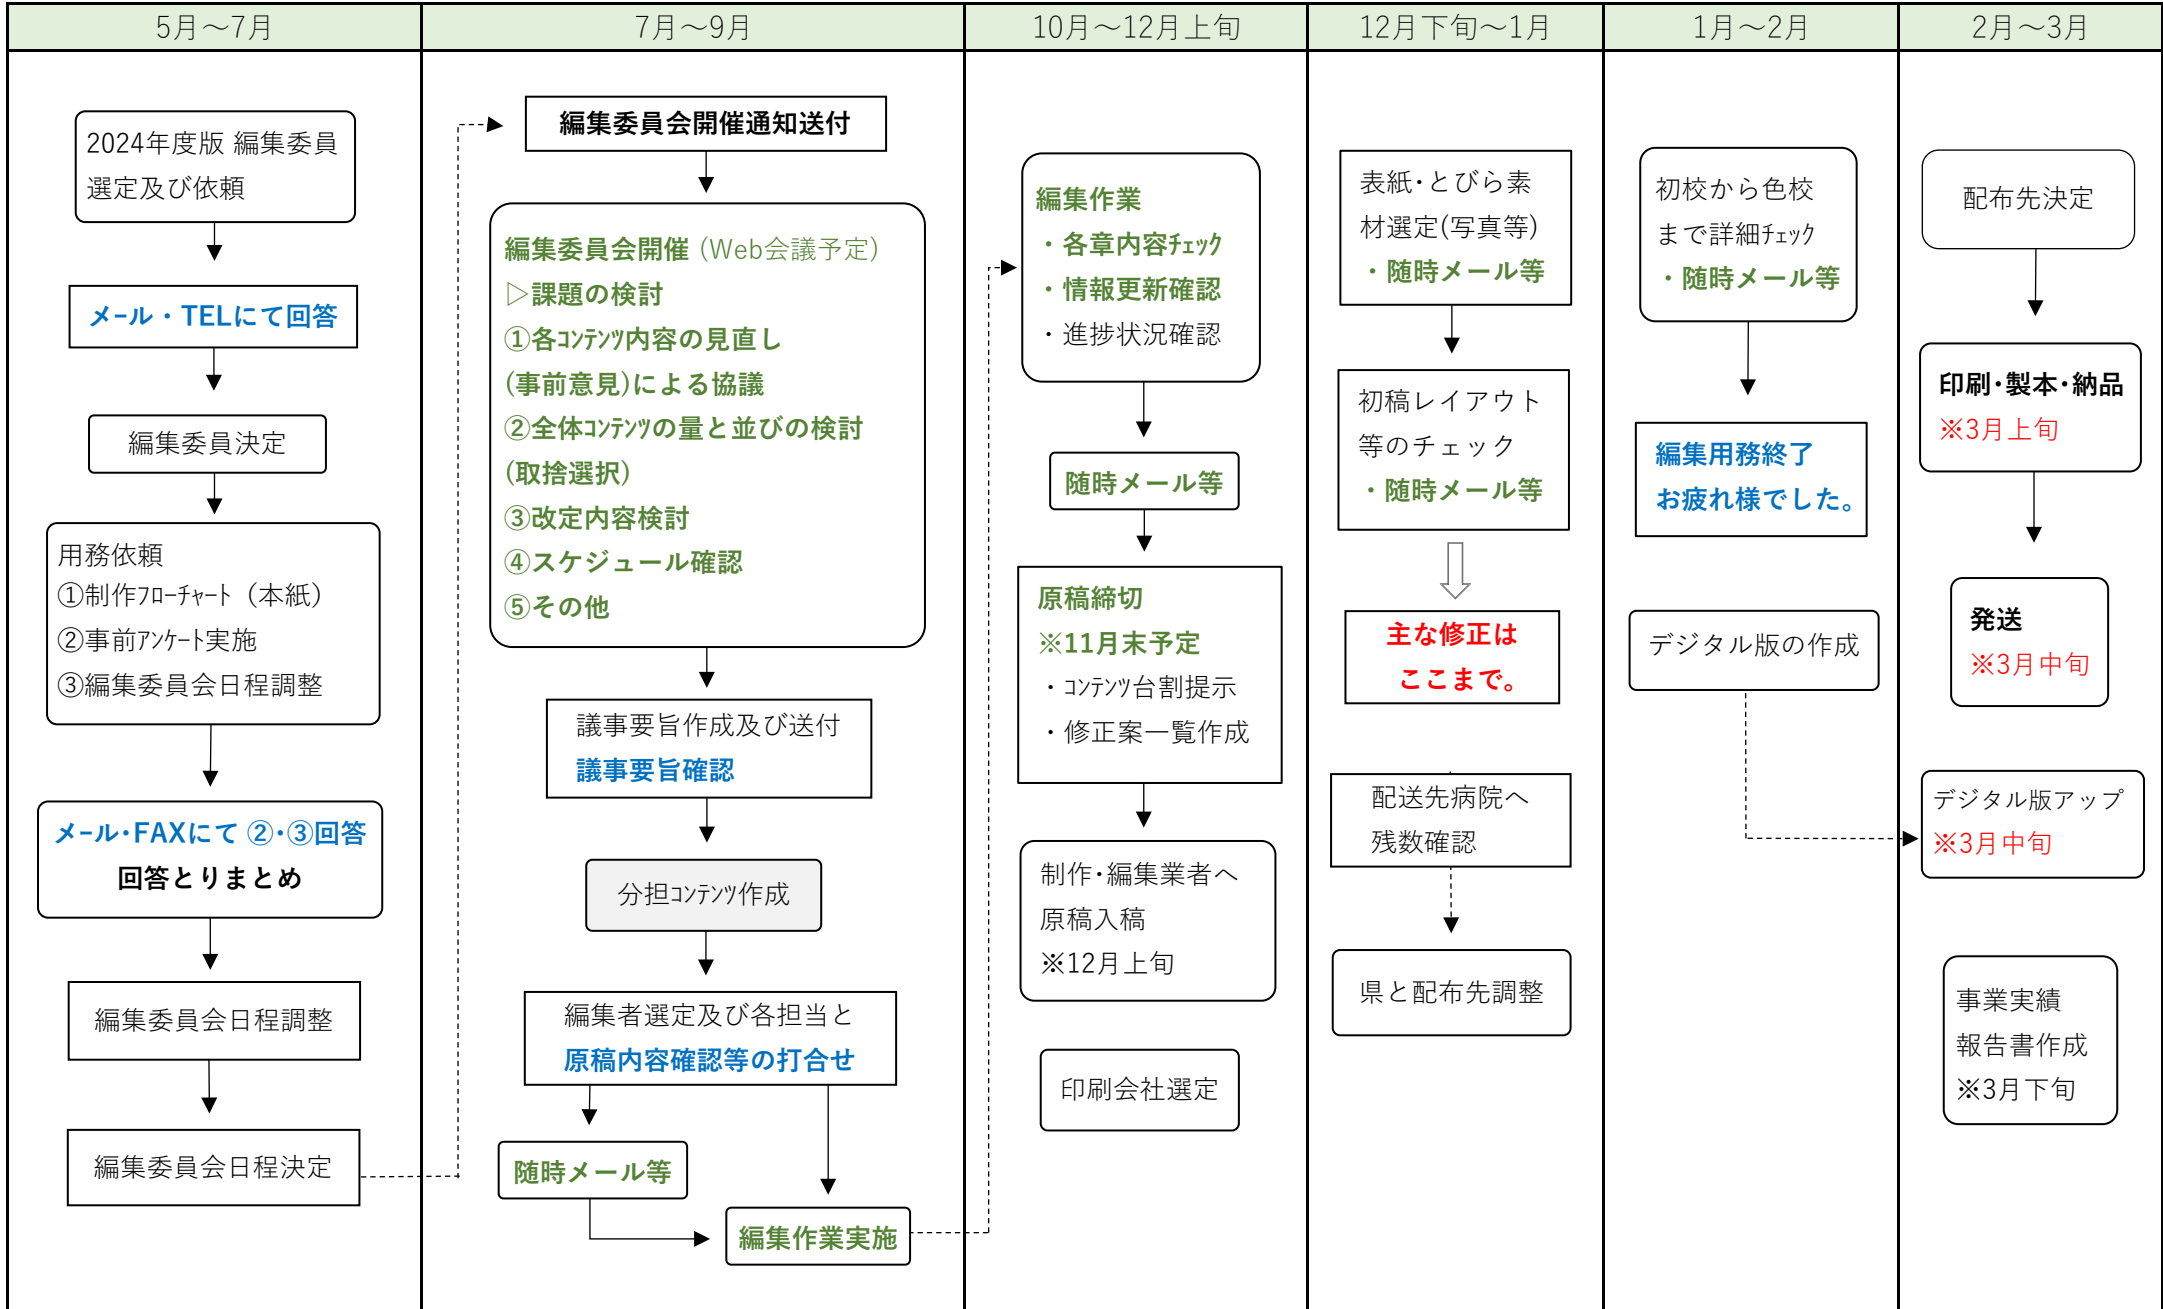 5月～7月
2024年度版 編集委員
選定及び依頼
メール・TELにて回答
編集委員決定
用務依頼
①制作ﾌﾛｰﾁｬｰﾄ（本紙）
②事前ｱﾝｹｰﾄ実施
③編集委員会日程調整
メール・FAXにて ②・③回答
回答とりまとめ
編集委員会日程調整
編集委員会日程決定
7月～9月
編集委員会開催通知送付
編集委員会開催 (Web会議予定)
▷課題の検討
①各ｺﾝﾃﾝﾂ内容の見直し
(事前意見)による協議
②全体ｺﾝﾃﾝﾂの量と並びの検討
(取捨選択)
③改定内容検討
④スケジュール確認
⑤その他
議事要旨作成及び送付
議事要旨確認
分担ｺﾝﾃﾝﾂ作成
編集者選定及び各担当と
原稿内容確認等の打合せ
随時メール等
編集作業実施
10月～12月上旬
編集作業
・各章内容ﾁｪｯｸ
・情報更新確認
・進捗状況確認
随時メール等
原稿締切
※11月末予定
・ｺﾝﾃﾝﾂ台割提示
・修正案一覧作成
制作・編集業者へ
原稿入稿
※12月上旬
印刷会社選定
12月下旬～1月
表紙・とびら素
材選定(写真等)
・随時メール等
初稿レイアウト
等のチェック
・随時メール等
主な修正は
ここまで。
配送先病院へ
残数確認
県と配布先調整
1月～2月
初校から色校
まで詳細ﾁｪｯｸ
・随時メール等
編集用務終了
お疲れ様でした。
デジタル版の作成
2月～3月
配布先決定
印刷・製本・納品
※3月上旬
発送
※3月中旬
デジタル版アップ
※3月中旬
事業実績
報告書作成
※3月下旬